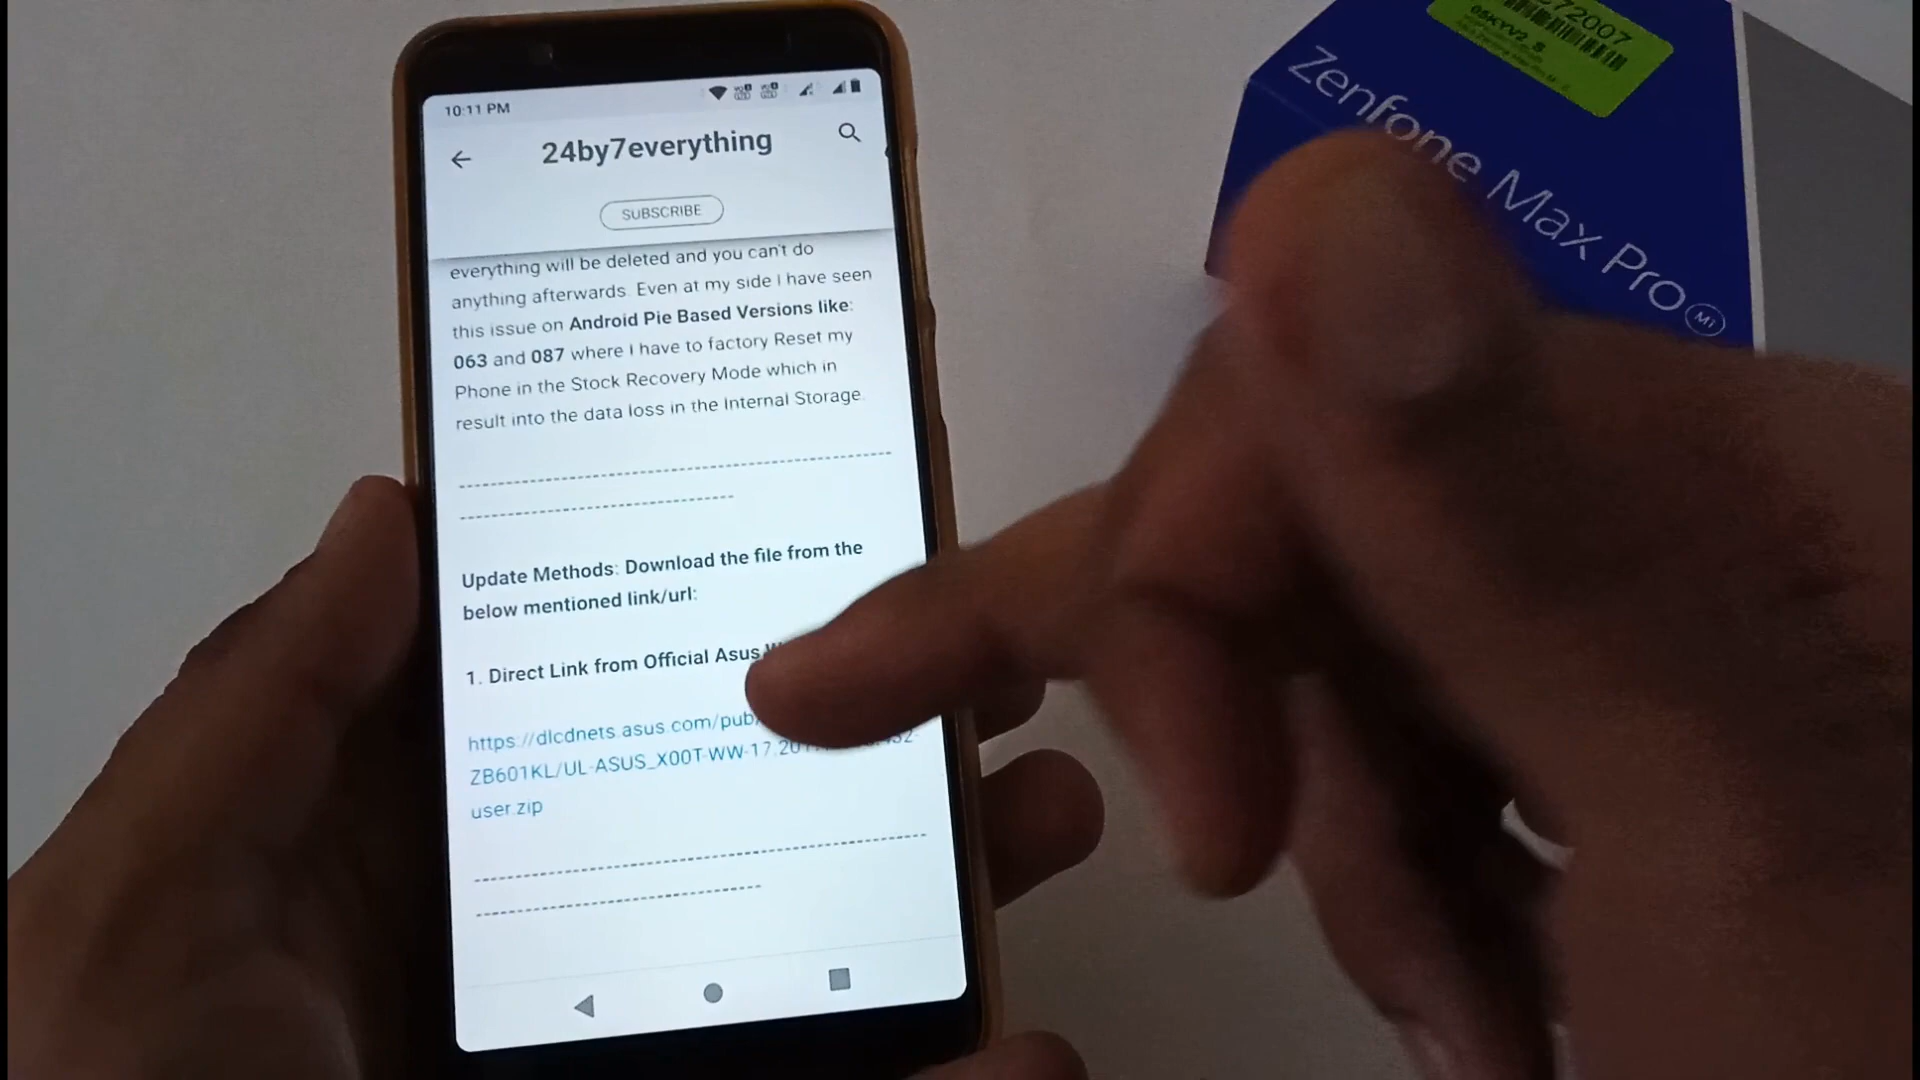 10:11 PM
24by7everything
SUBSCRIBE
everything will be deleted and you can't do
anything afterwards. Even at my side I have seen
this issue on Android Pie Based Versions like:
063 and 087 where I have to factory Reset my
Phone in the Stock Recovery Mode which in
result into the data loss in the Internal Storage.
Update Methods: Download the file from the
below mentioned link/url:
1. Direct Link from Official Asus
https://dlcdnets.asus.com/pub/
ZB601KL/UL-ASUS_X00T-WW-17.20
user.zip
72007
Zenfone Max Pro M1